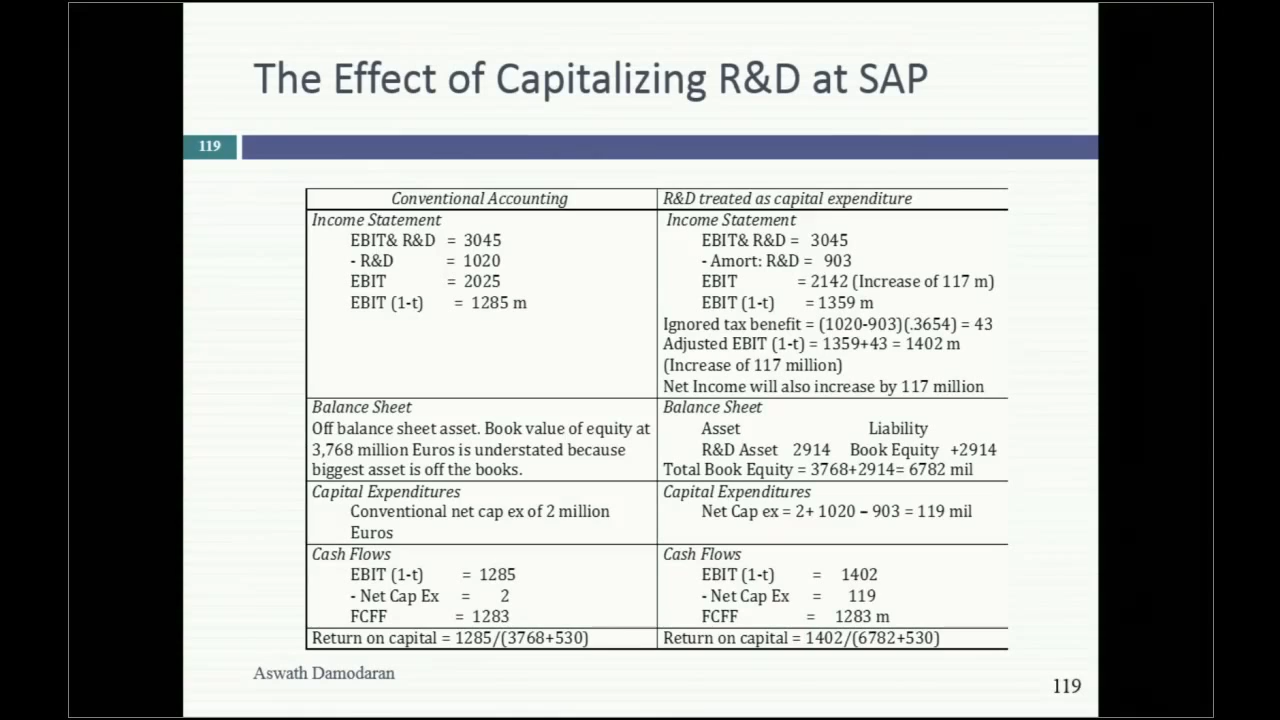 The Effect of Capitalizing R&D at SAP
119
Conventional Accounting
R&D treated as capital expenditure
Income Statement
EBIT& R&D = 3045
- R&D = 1020
EBIT = 2025
EBIT (1-t) = 1285 m
Income Statement
EBIT& R&D = 3045
- Amort: R&D = 903
EBIT = 2142 (Increase of 117 m)
EBIT (1-t) = 1359 m
Ignored tax benefit = (1020-903)(.3654) = 43
Adjusted EBIT (1-t) = 1359+43 = 1402 m
(Increase of 117 million)
Net Income will also increase by 117 million
Balance Sheet
Off balance sheet asset. Book value of equity at
3,768 million Euros is understated because
biggest asset is off the books.
Balance Sheet
Asset Liability
R&D Asset 2914 Book Equity +2914
Total Book Equity = 3768+2914= 6782 mil
Capital Expenditures
Conventional net cap ex of 2 million
Euros
Capital Expenditures
Net Cap ex = 2+ 1020 – 903 = 119 mil
Cash Flows
EBIT (1-t) = 1285
- Net Cap Ex = 2
FCFF = 1283
Cash Flows
EBIT (1-t) = 1402
- Net Cap Ex = 119
FCFF = 1283 m
Return on capital = 1285/(3768+530)
Return on capital = 1402/(6782+530)
Aswath Damodaran
119